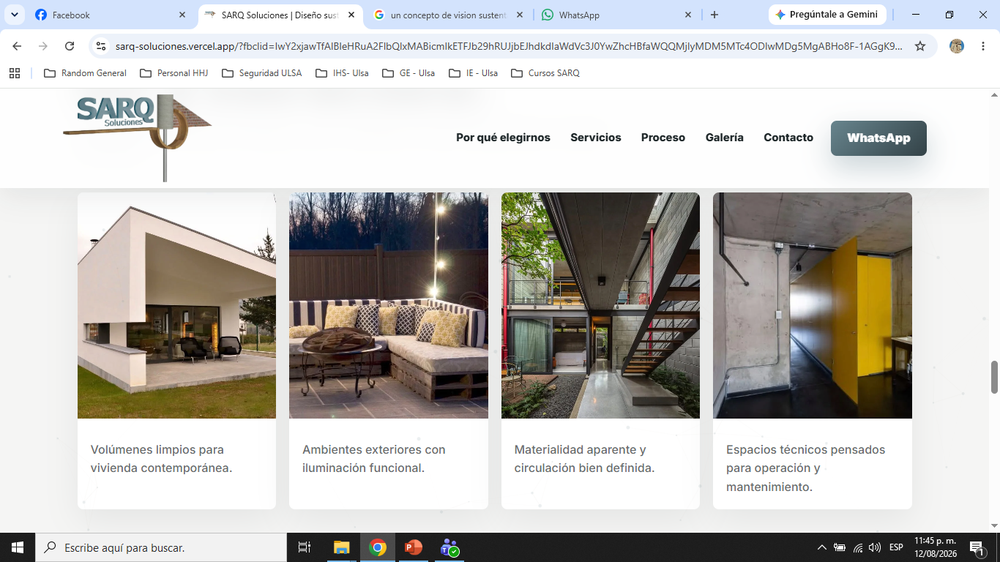 Facebook
SARQ Soluciones | Diseño sust
un concepto de vision sustent
WhatsApp
Pregúntale a Gemini
sarq-soluciones.vercel.app/?fbclid=IwY2xjawTfAlBleHRuA2FlbQIxMABicmlkETFJb29hRUJjbEJhdkdlaWdVc3J0YwZhcHBfaWQQMjIyMDM5MTc4ODIwMDg5MgABHo8F-1AGgK9...
Random General
Personal HHJ
Seguridad ULSA
IHS- Ulsa
GE - Ulsa
IE - Ulsa
Cursos SARQ
SARQ
Soluciones
Por qué elegirnos
Servicios
Proceso
Galería
Contacto
WhatsApp
Volúmenes limpios para
vivienda contemporánea.
Ambientes exteriores con
iluminación funcional.
Materialidad aparente y
circulación bien definida.
Espacios técnicos pensados
para operación y
mantenimiento.
Escribe aquí para buscar.
ESP
11:45 p. m.
12/08/2026
1